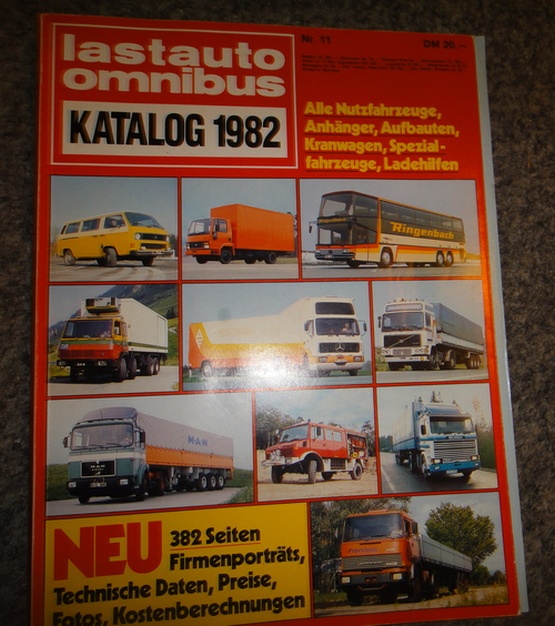 lastauto
omnibus
KATALOG 1982
Nr. 11
DM 20,—
Alle Nutzfahrzeuge,
Anhänger, Aufbauten,
Kranwagen, Spezial-
fahrzeuge, Ladehilfen
Ringenbach
M·A·N
NEU
382 Seiten
Firmenporträts,
Technische Daten, Preise,
Fotos, Kostenberechnungen